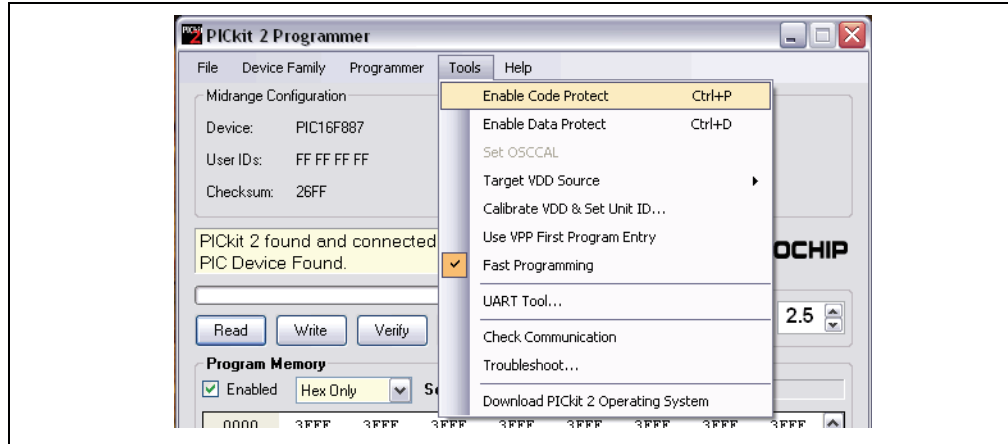 PICkit 2 Programmer
File Device Family Programmer Tools Help
Midrange Configuration
Device: PIC16F887
User IDs: FF FF FF FF
Checksum: 26FF
Enable Code Protect Ctrl+P
Enable Data Protect Ctrl+D
Set OSCCAL
Target VDD Source
Calibrate VDD & Set Unit ID...
Use VPP First Program Entry
Fast Programming
UART Tool...
Check Communication
Troubleshoot...
Download PICkit 2 Operating System
PICkit 2 found and connected
PIC Device Found.
OCHIP
2.5
Read Write Verify
Program Memory
Enabled Hex Only
0000 3FFF 3FFF 3FFF 3FFF 3FFF 3FFF 3FFF 3FFF